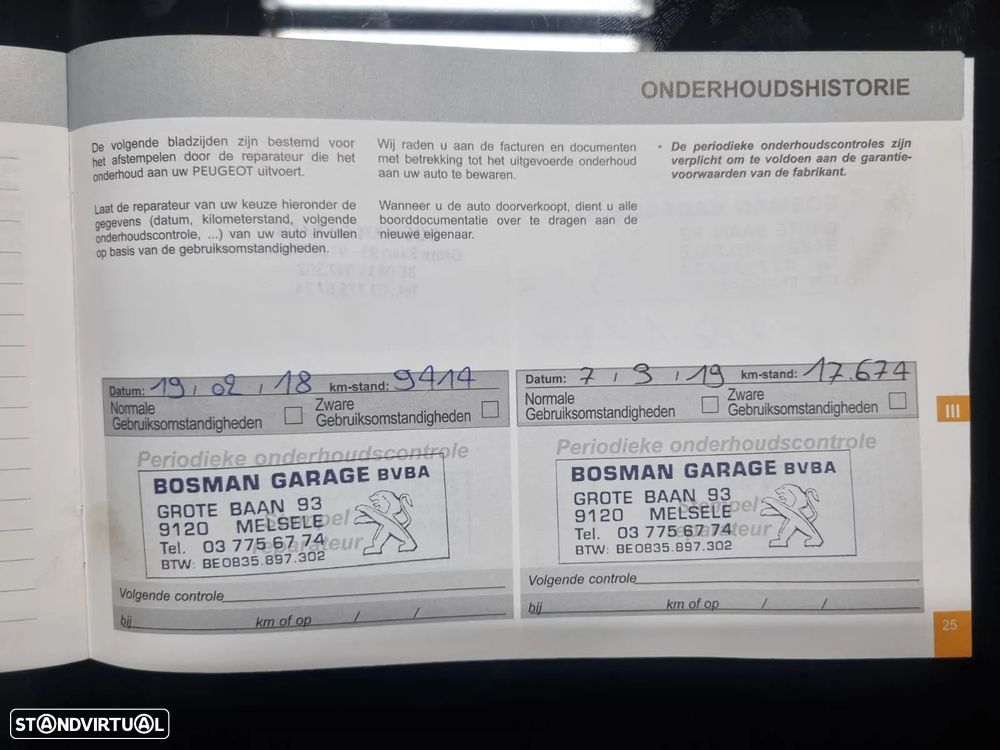 ONDERHOUDSHISTORIE
De volgende bladzijden zijn bestemd voor
het afstempelen door de reparateur die het
onderhoud aan uw PEUGEOT uitvoert.
Laat de reparateur van uw keuze hieronder de
gegevens (datum, kilometerstand, volgende
onderhoudscontrole, ...) van uw auto invullen
op basis van de gebruiksomstandigheden.
Wij raden u aan de facturen en documenten
met betrekking tot het uitgevoerde onderhoud
aan uw auto te bewaren.
Wanneer u de auto doorverkoopt, dient u alle
boorddocumentatie over te dragen aan de
nieuwe eigenaar.
• De periodieke onderhoudscontroles zijn
verplicht om te voldoen aan de garantie-
voorwaarden van de fabrikant.
Datum: 19 / 02 / 18 km-stand: 9414
Normale
Gebruiksomstandigheden
Zware
Gebruiksomstandigheden
Periodieke onderhoudscontrole
Stempel
reparateur
BOSMAN GARAGE BVBA
GROTE BAAN 93
9120 MELSELE
Tel. 03 775 67 74
BTW: BE0835.897.302
Volgende controle
bij km of op / /
Datum: 7 / 3 / 19 km-stand: 17.674
Normale
Gebruiksomstandigheden
Zware
Gebruiksomstandigheden
Periodieke onderhoudscontrole
Stempel
reparateur
BOSMAN GARAGE BVBA
GROTE BAAN 93
9120 MELSELE
Tel. 03 775 67 74
BTW: BE0835.897.302
Volgende controle
bij km of op / /
III
25
STANDVIRTUAL